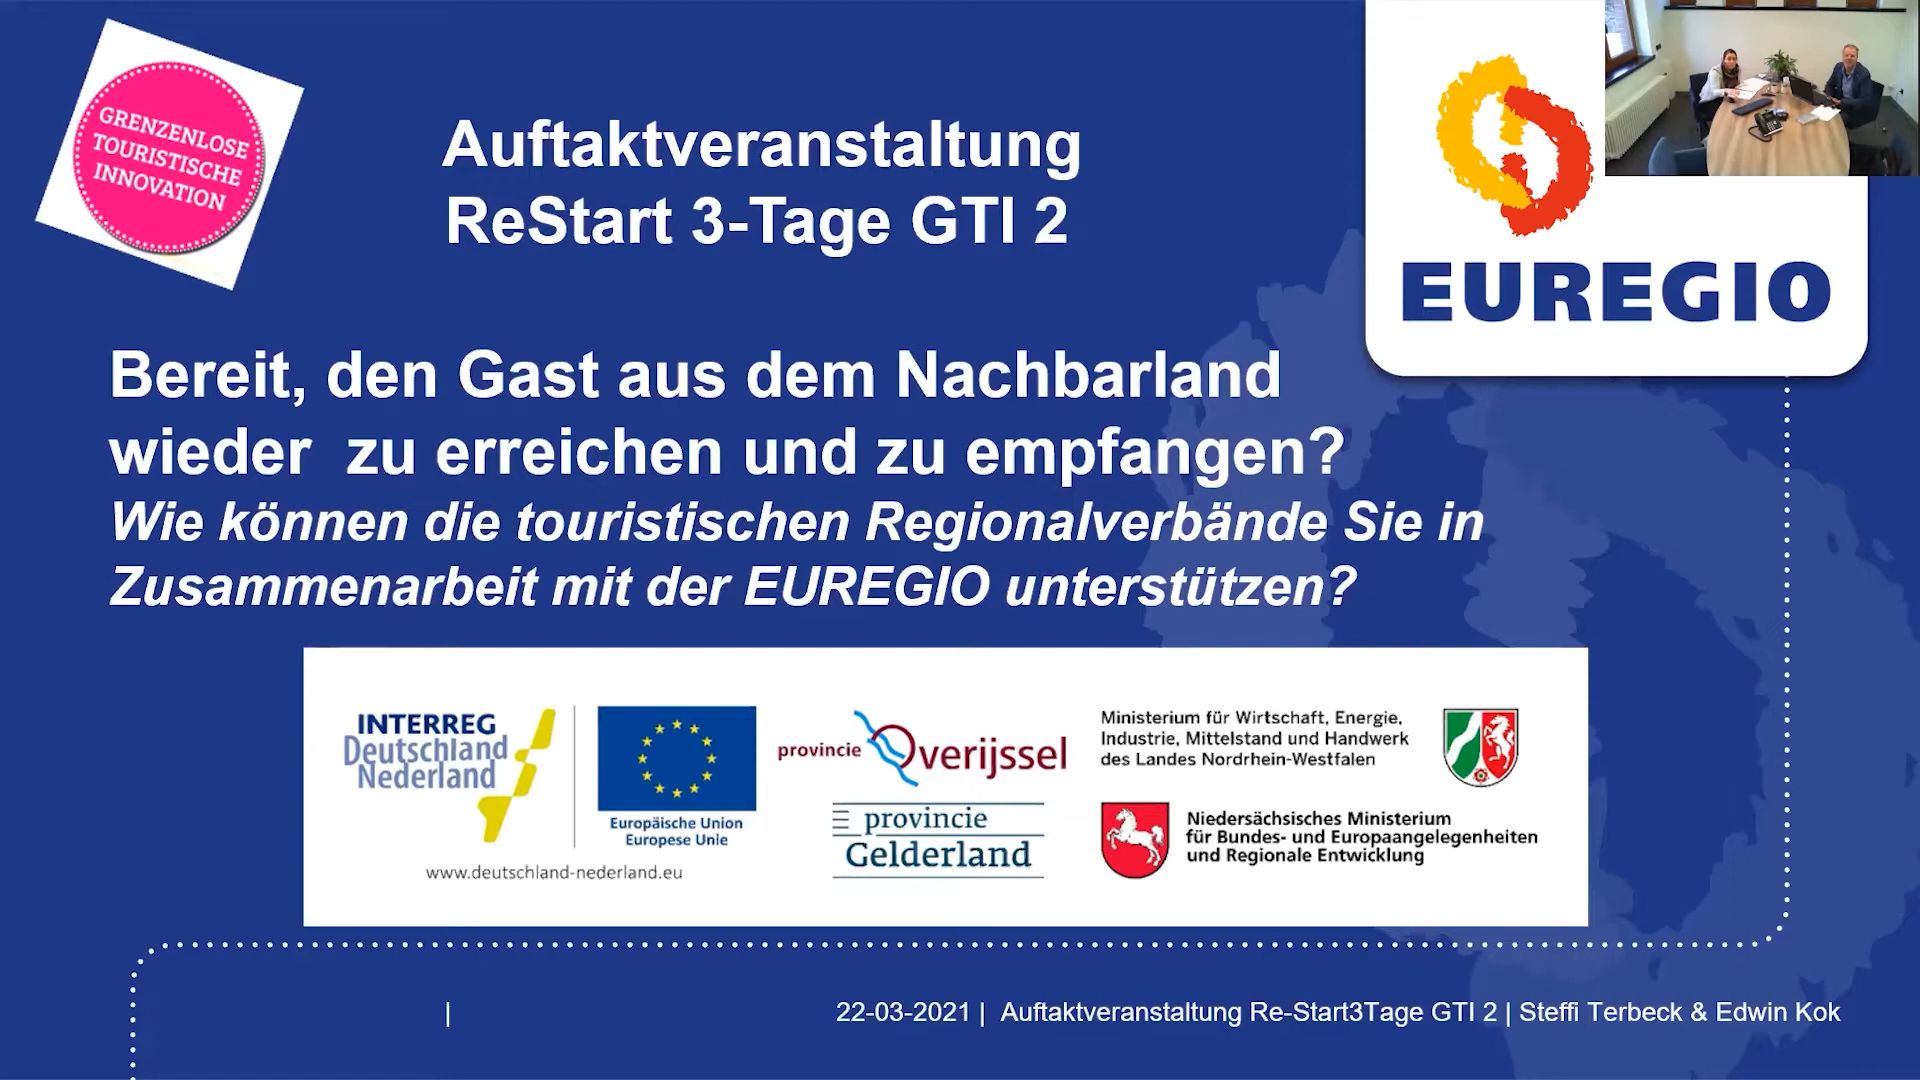 GRENZENLOSE
TOURISTISCHE
INNOVATION
Auftaktveranstaltung
ReStart 3-Tage GTI 2
EUREGIO
Bereit, den Gast aus dem Nachbarland
wieder zu erreichen und zu empfangen?
Wie können die touristischen Regionalverbände Sie in
Zusammenarbeit mit der EUREGIO unterstützen?
INTERREG
Deutschland
Nederland
Europäische Union
Europese Unie
www.deutschland-nederland.eu
provincie Overijssel
provincie
Gelderland
Ministerium für Wirtschaft, Energie,
Industrie, Mittelstand und Handwerk
des Landes Nordrhein-Westfalen
Niedersächsisches Ministerium
für Bundes- und Europaangelegenheiten
und Regionale Entwicklung
| 22-03-2021 | Auftaktveranstaltung Re-Start3Tage GTI 2 | Steffi Terbeck & Edwin Kok